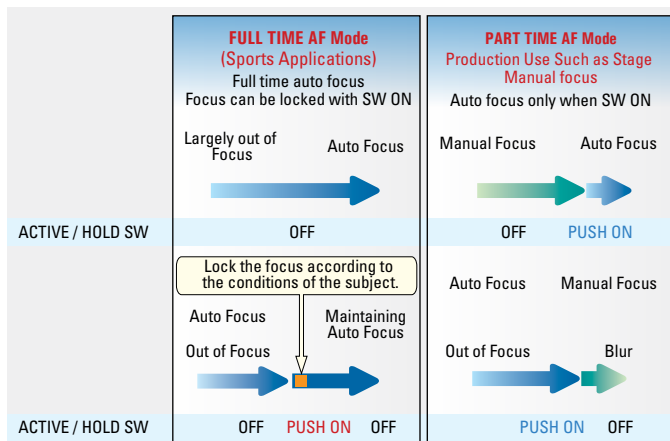 FULL TIME AF Mode
(Sports Applications)
Full time auto focus
Focus can be locked with SW ON
PART TIME AF Mode
Production Use Such as Stage
Manual focus
Auto focus only when SW ON
Largely out of
Focus
Auto Focus
Manual Focus
Auto Focus
ACTIVE / HOLD SW
OFF
OFF
PUSH ON
Lock the focus according to
the conditions of the subject.
Auto Focus
Maintaining
Auto Focus
Out of Focus
Auto Focus
Manual Focus
Out of Focus
Blur
ACTIVE / HOLD SW
OFF
PUSH ON
OFF
PUSH ON
OFF